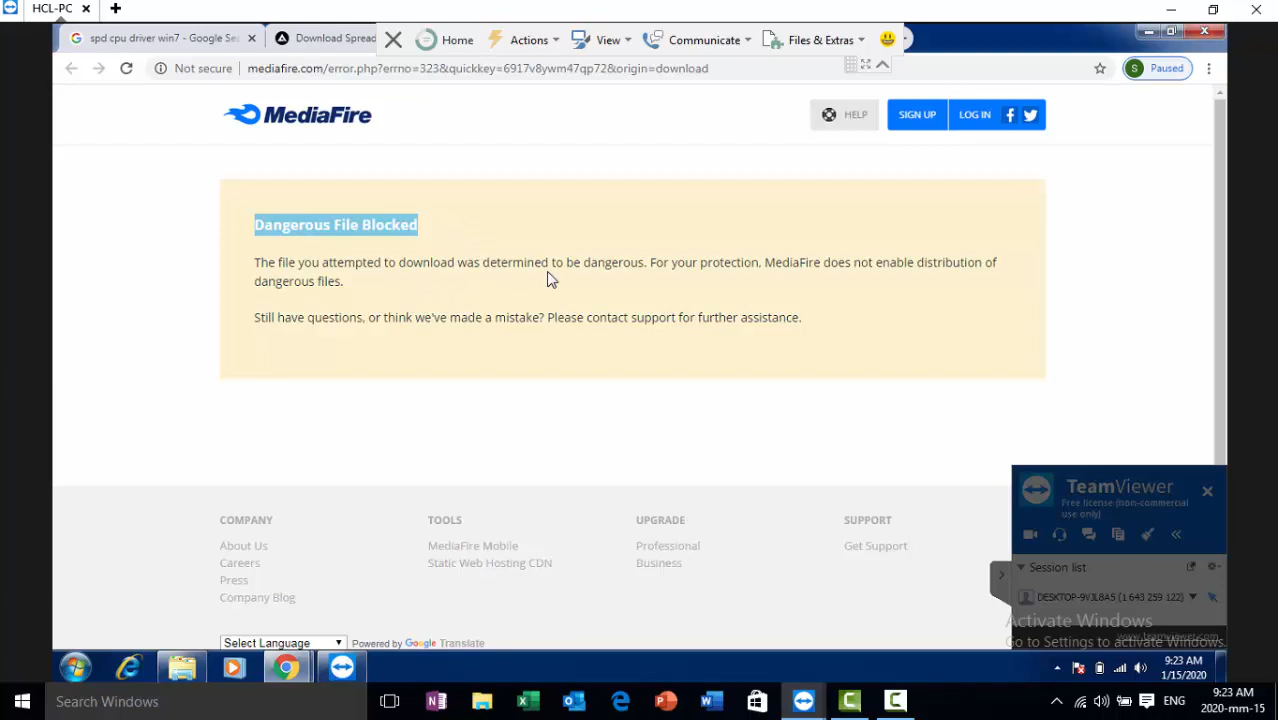 HCL-PC
spd cpu driver win7 - Google Se
Download Spread
Home
Actions
View
Communicate
Files & Extras
Not secure
mediafire.com/error.php?errno=323&quickkey=6917v8ywm47qp72&origin=download
S
Paused
MediaFire
HELP
SIGN UP
LOG IN
Dangerous File Blocked
The file you attempted to download was determined to be dangerous. For your protection, MediaFire does not enable distribution of
dangerous files.
Still have questions, or think we've made a mistake? Please contact support for further assistance.
COMPANY
About Us
Careers
Press
Company Blog
TOOLS
MediaFire Mobile
Static Web Hosting CDN
UPGRADE
Professional
Business
SUPPORT
Get Support
Select Language
Powered by Google Translate
TeamViewer
Free license (non-commercial
use only)
Session list
DESKTOP-9VJL8A5 (1 643 259 122)
www.teamviewer.com
Activate Windows
Go to Settings to activate Windows.
9:23 AM
1/15/2020
Search Windows
ENG
9:23 AM
2020-mm-15